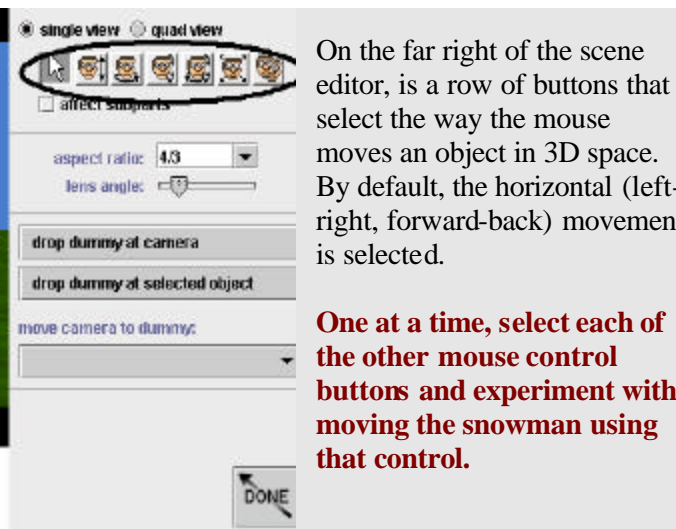 single view quad view
affect subparts
aspect ratio: 4/3
lens angle:
drop dummy at camera
drop dummy at selected object
move camera to dummy:
DONE
On the far right of the scene
editor, is a row of buttons that
select the way the mouse
moves an object in 3D space.
By default, the horizontal (left-
right, forward-back) movemen
is selected.
One at a time, select each of
the other mouse control
buttons and experiment with
moving the snowman using
that control.